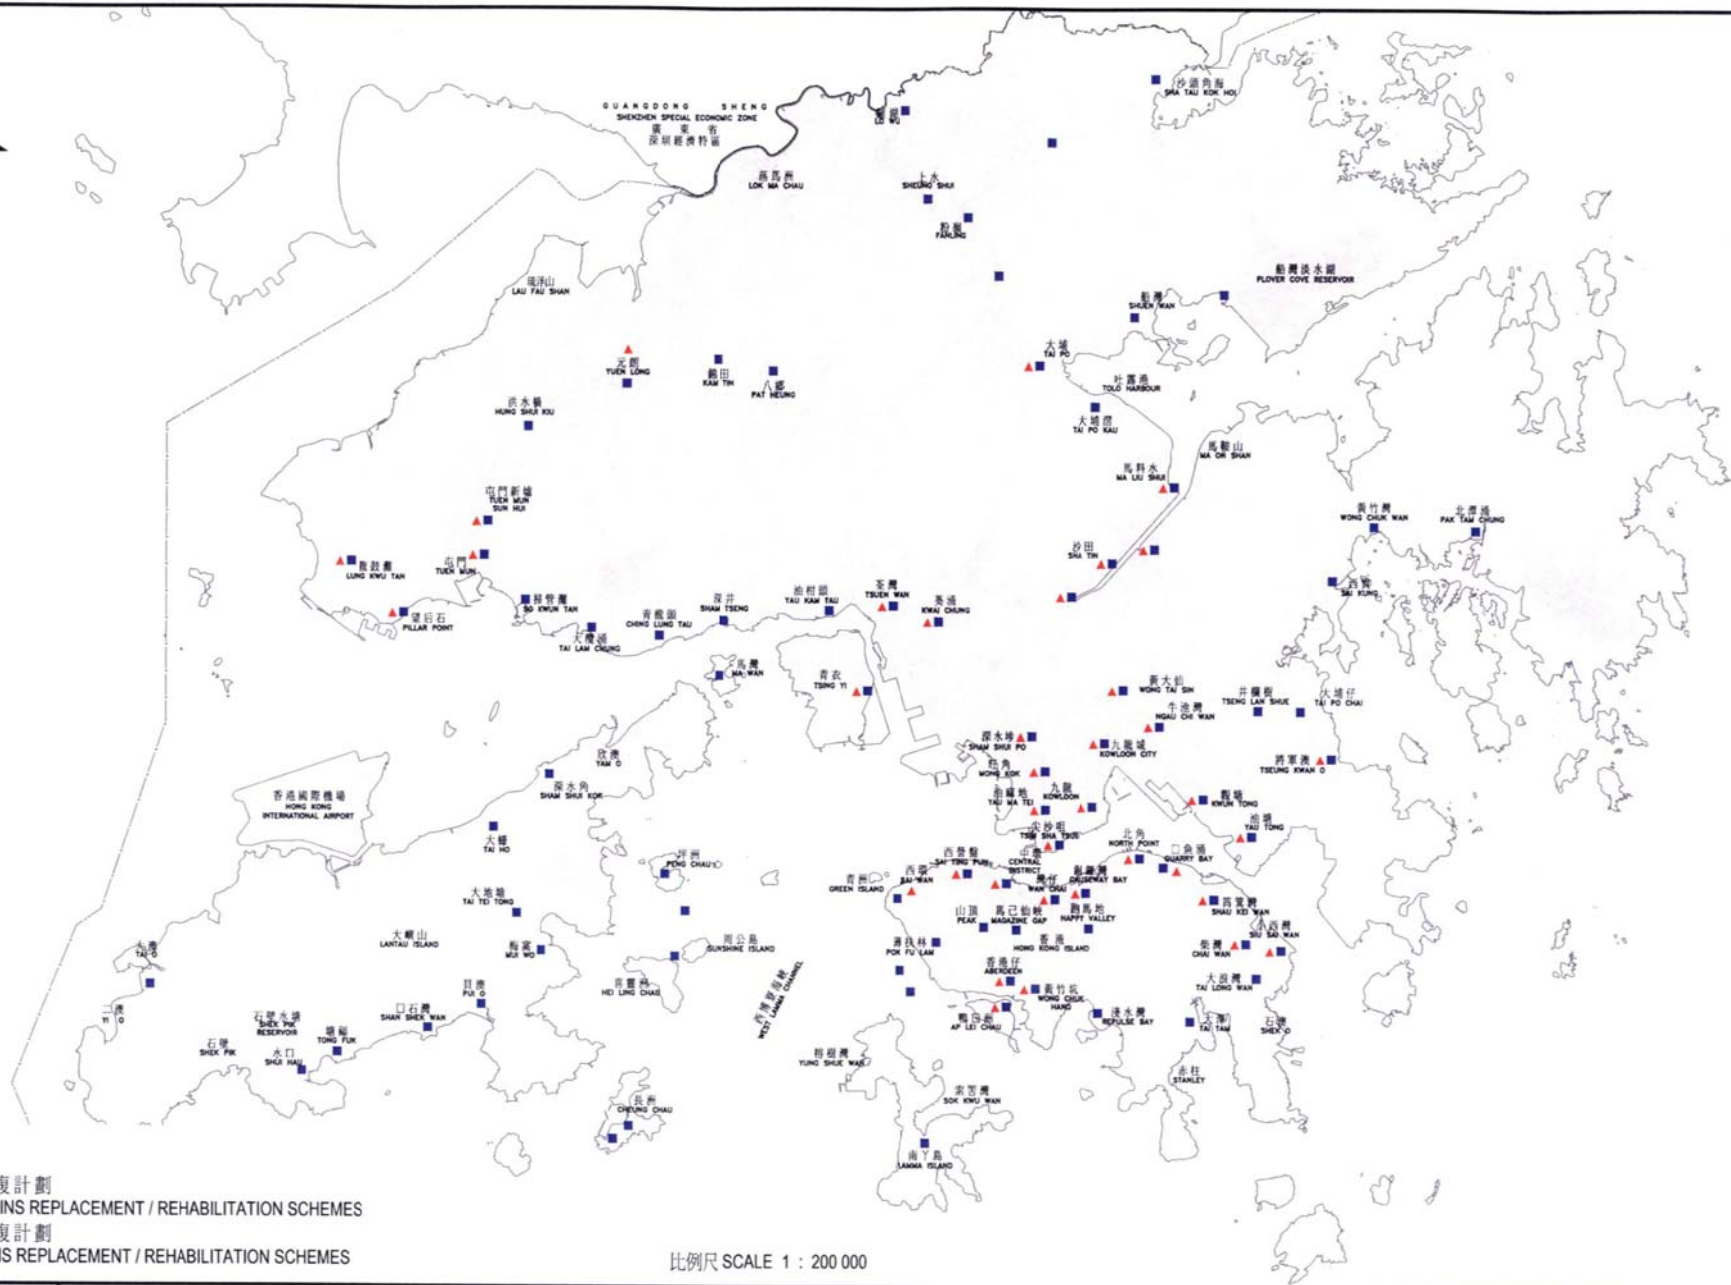 GUANGDONG SHENG
SHENZHEN SPECIAL ECONOMIC ZONE
廣東省
深圳經濟特區
沙頭角海
SHA TAU KOK HOI
落馬洲
LOK MA CHAU
上水
SHEUNG SHUI
粉嶺
FANLING
流浮山
LAU FAU SHAN
船灣淡水湖
PLOVER COVE RESERVOIR
船灣
SHUEN WAN
大埔
TAI PO
元朗
YUEN LONG
錦田
KAM TIN
八鄉
PAT HEUNG
吐露港
TOLO HARBOUR
洪水橋
HUNG SHUI KIU
大埔滘
TAI PO KAU
馬鞍山
MA ON SHAN
馬料水
MA LIU SHUI
屯門新墟
TUEN MUN
SUN HUI
黃竹灣
WONG CHUK WAN
北潭涌
PAK TAM CHUNG
沙田
SHA TIN
龍鼓灘
LUNG KWU TAN
屯門
TUEN MUN
西貢
SAI KUNG
望后石
PILLAR POINT
掃管灘
SO KWUN TAN
大欖涌
TAI LAM CHUNG
青龍頭
CHING LUNG TAU
深井
SHAM TSENG
油柑頭
YAU KAM TAU
荃灣
TSUEN WAN
葵涌
KWAI CHUNG
馬灣
MA WAN
青衣
TSING YI
黃大仙
WONG TAI SIN
牛池灣
NGAU CHI WAN
井欄樹
TSENG LAN SHUE
大埔仔
TAI PO CHAI
深水埗
SHAM SHUI PO
九龍城
KOWLOON CITY
將軍澳
TSEUNG KWAN O
欣澳
YAM O
深水角
SHAM SHUI KOK
旺角
MONG KOK
油麻地
YAU MA TEI
九龍
KOWLOON
觀塘
KWUN TONG
油塘
YAU TONG
香港國際機場
HONG KONG
INTERNATIONAL AIRPORT
大蠔
TAI HO
尖沙咀
TSIM SHA TSUI
北角
NORTH POINT
□魚涌
QUARRY BAY
坪洲
PENG CHAU
青洲
GREEN ISLAND
西環
SAI WAN
西營盤
SAI YING PUN
中環
CENTRAL
DISTRICT
灣仔
WAN CHAI
銅鑼灣
CAUSEWAY BAY
大地塘
TAI TEI TONG
山頂
PEAK
馬己仙峽
MAGAZINE GAP
跑馬地
HAPPY VALLEY
筲箕灣
SHAU KEI WAN
小西灣
SIU SAI WAN
大嶼山
LANTAU ISLAND
梅窩
MUI WO
周公島
SUNSHINE ISLAND
薄扶林
POK FU LAM
香港
HONG KONG ISLAND
柴灣
CHAI WAN
大澳
TAI O
喜靈洲
HEI LING CHAU
西博寮海峽
WEST LAMMA CHANNEL
香港仔
ABERDEEN
黃竹坑
WONG CHUK
HANG
大浪灣
TAI LONG WAN
貝澳
PUI O
二澳
YI O
石壁水塘
SHEK PIK
RESERVOIR
塘福
TONG FUK
□石灣
SHAN SHEK WAN
鴨脷洲
AP LEI CHAU
淺水灣
REPULSE BAY
大潭
TAI TAM
石澳
SHEK O
石壁
SHEK PIK
水口
SHUI HAU
榕樹灣
YUNG SHUE WAN
赤柱
STANLEY
長洲
CHEUNG CHAU
索罟灣
SOK KWU WAN
南丫島
LAMMA ISLAND
復計劃
INS REPLACEMENT / REHABILITATION SCHEMES
復計劃
S REPLACEMENT / REHABILITATION SCHEMES
比例尺 SCALE 1 : 200 000